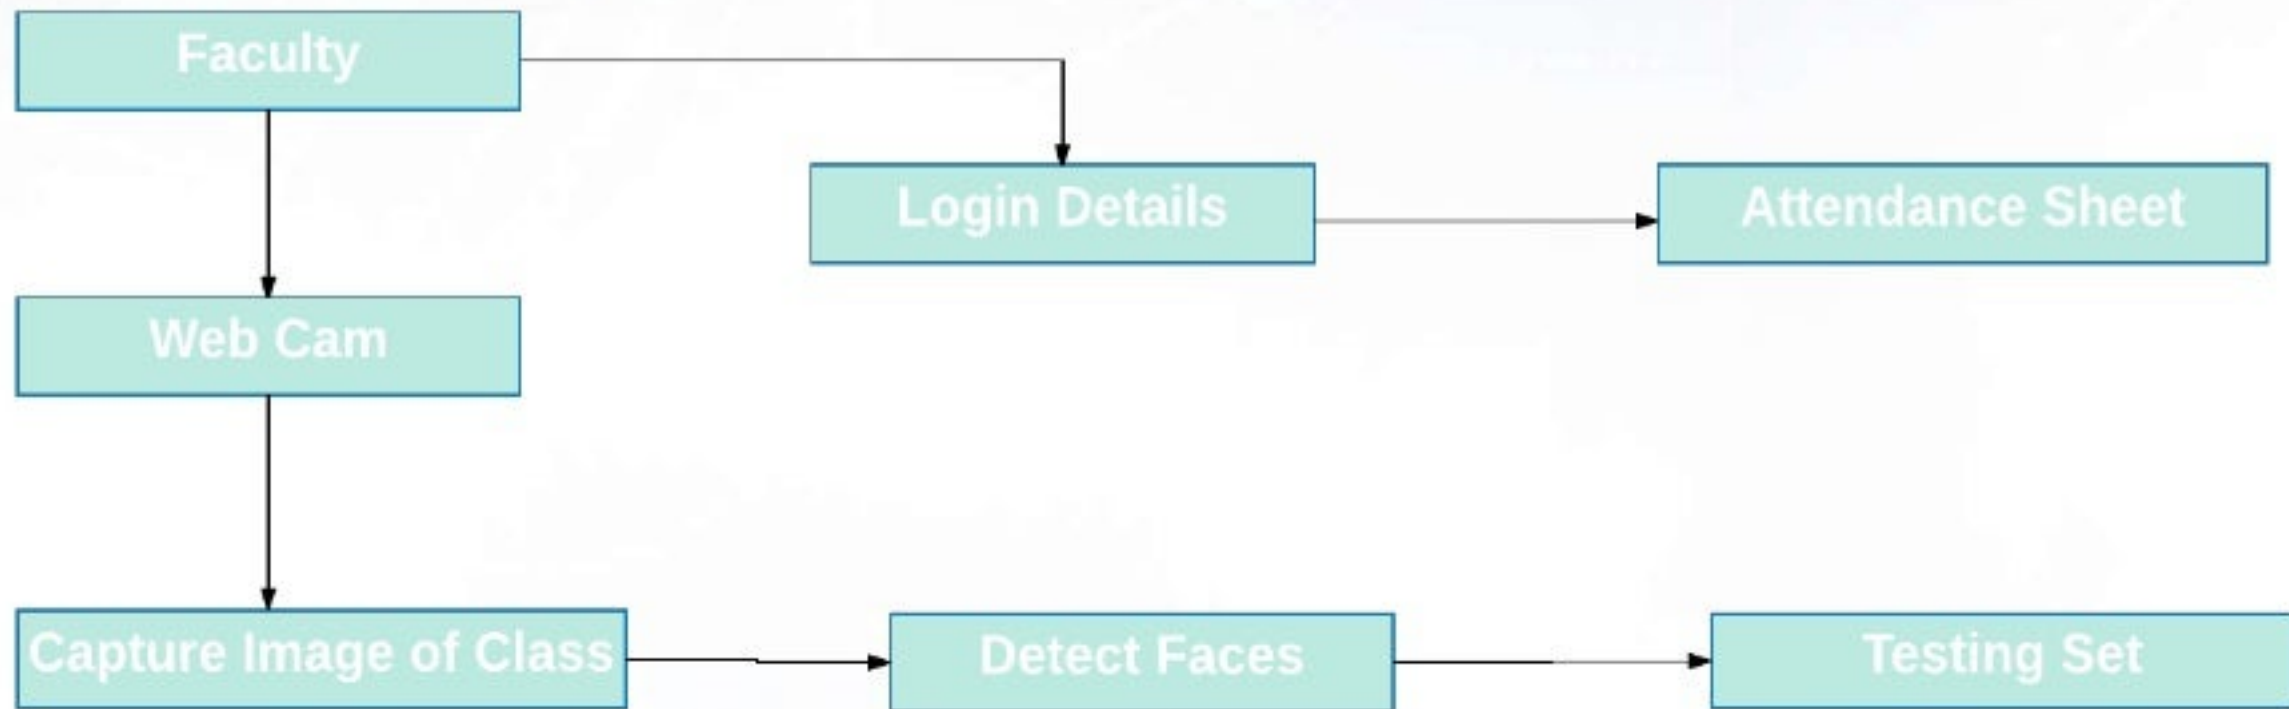 Faculty
Login Details
Attendance Sheet
Web Cam
Capture Image of Class
Detect Faces
Testing Set